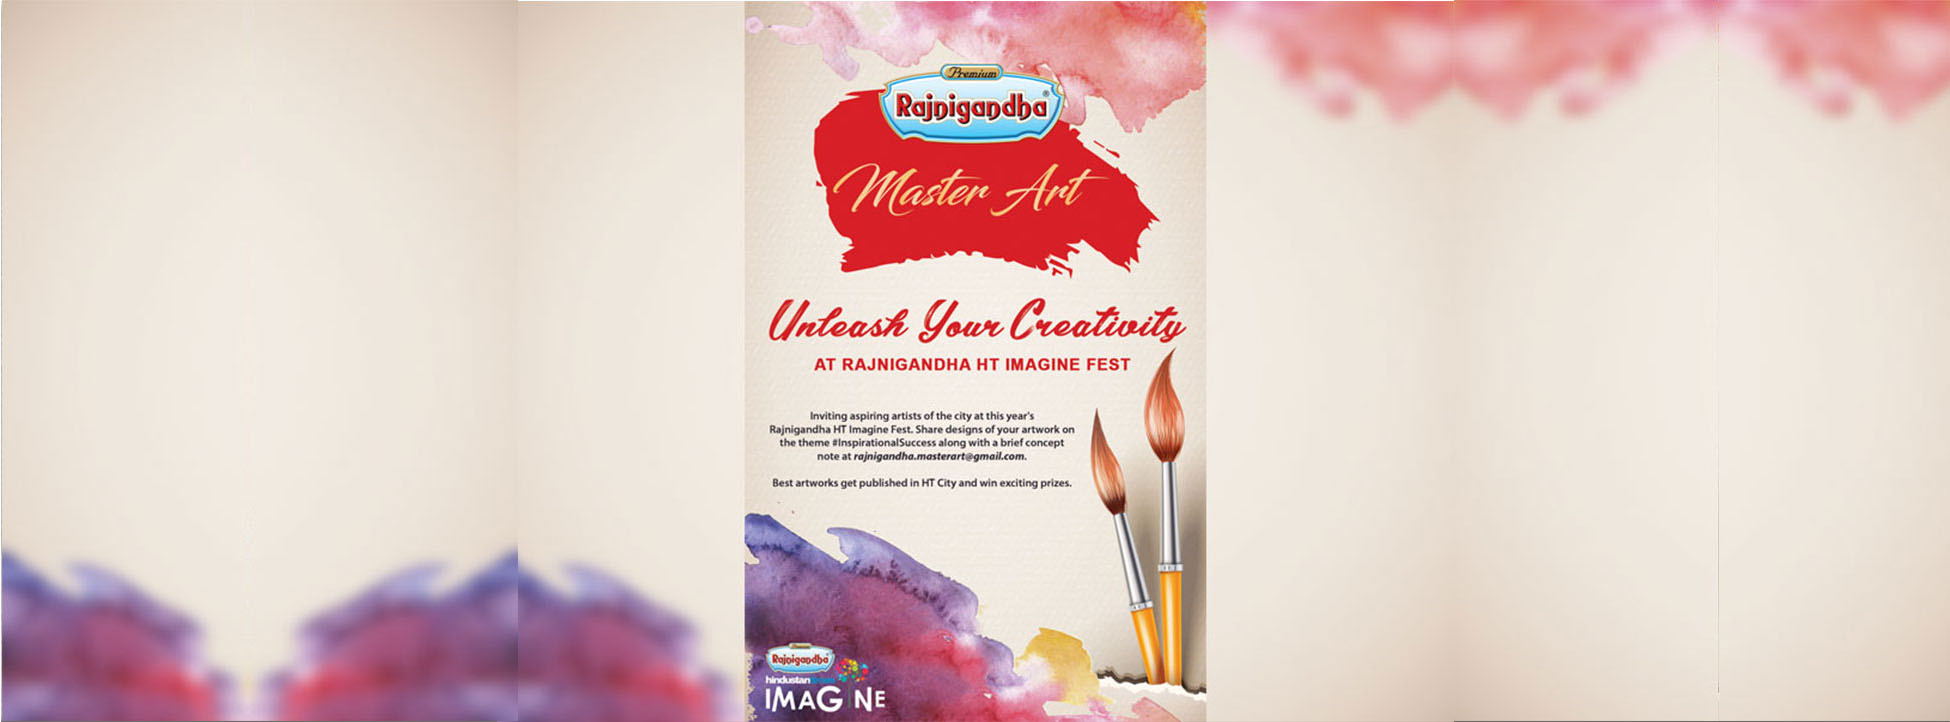 Premium
Rajnigandha®
Master Art
Unleash Your Creativity
AT RAJNIGANDHA HT IMAGINE FEST
Inviting aspiring artists of the city at this year's
Rajnigandha HT Imagine Fest. Share designs of your artwork on
the theme #InspirationalSuccess along with a brief concept
note at rajnigandha.masterart@gmail.com.
Best artworks get published in HT City and win exciting prizes.
Rajnigandha
hindustan
IMAGINE